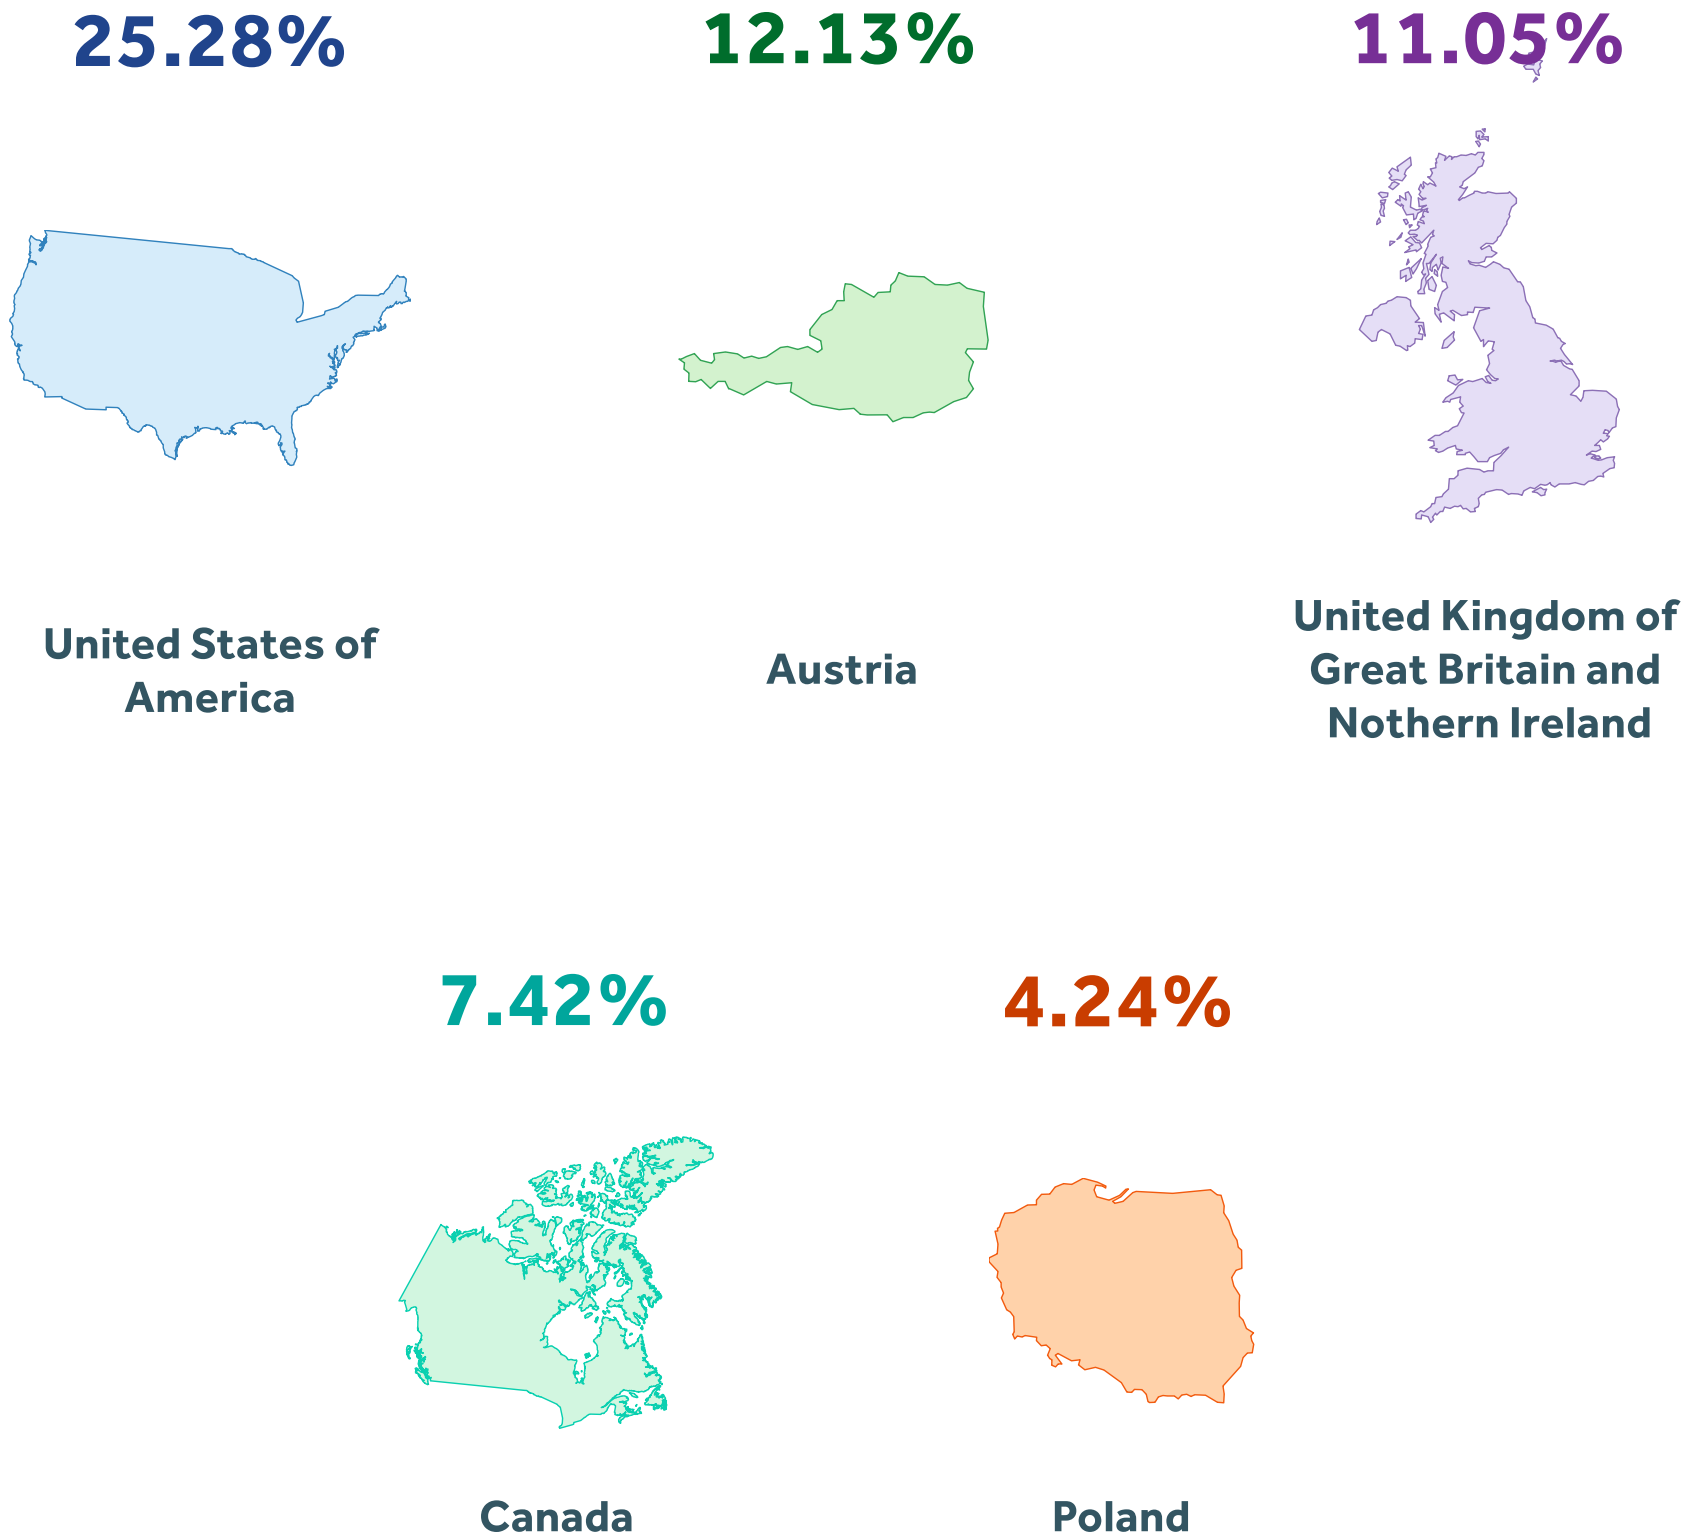 25.28%
12.13%
11.05%
United States of
America
Austria
United Kingdom of
Great Britain and
Nothern Ireland
7.42%
4.24%
Canada
Poland